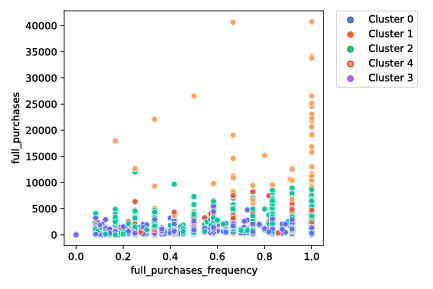 40000
35000
30000
25000
20000
15000
10000
5000
0
full_purchases
0.0 0.2 0.4 0.6 0.8 1.0
full_purchases_frequency
Cluster 0
Cluster 1
Cluster 2
Cluster 4
Cluster 3